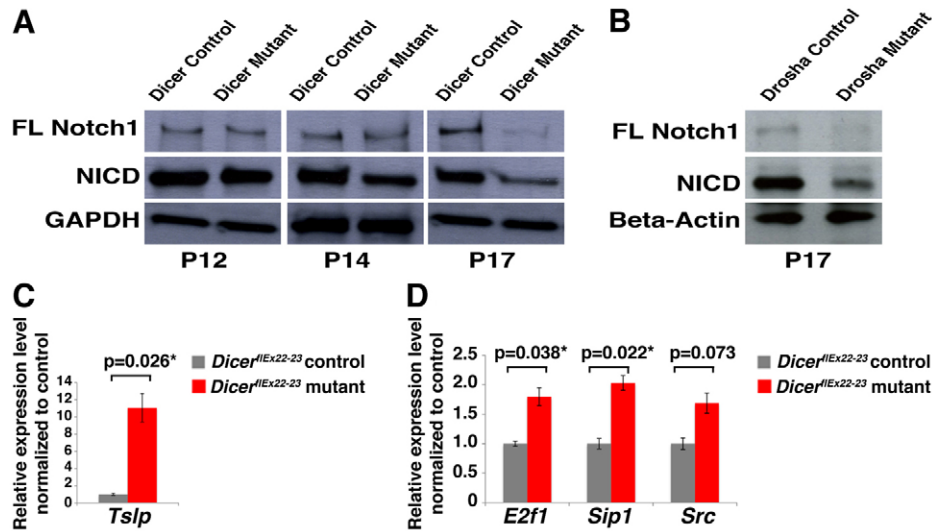 A
Dicer Control
Dicer Mutant
Dicer Control
Dicer Mutant
Dicer Control
Dicer Mutant
FL Notch1
NICD
GAPDH
P12
P14
P17
B
Drosha Control
Drosha Mutant
FL Notch1
NICD
Beta-Actin
P17
C
Relative expression level
normalized to control
14
12
10
8
6
4
2
0
p=0.026*
Tslp
Dicer^flEx22-23 control
Dicer^flEx22-23 mutant
D
Relative expression level
normalized to control
2.5
2.0
1.5
1.0
0.5
0
p=0.038*
p=0.022*
p=0.073
E2f1
Sip1
Src
Dicer^flEx22-23 control
Dicer^flEx22-23 mutant